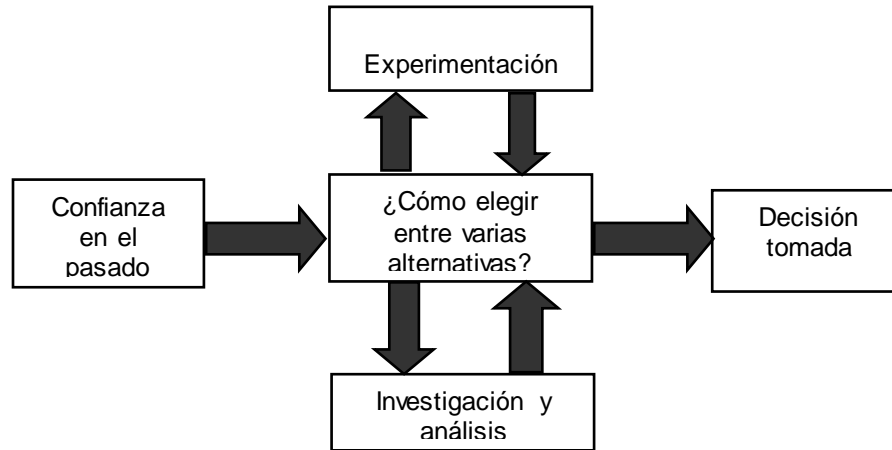 Experimentación
Confianza
en el
pasado
¿Cómo elegir
entre varias
alternativas?
Decisión
tomada
Investigación y
análisis